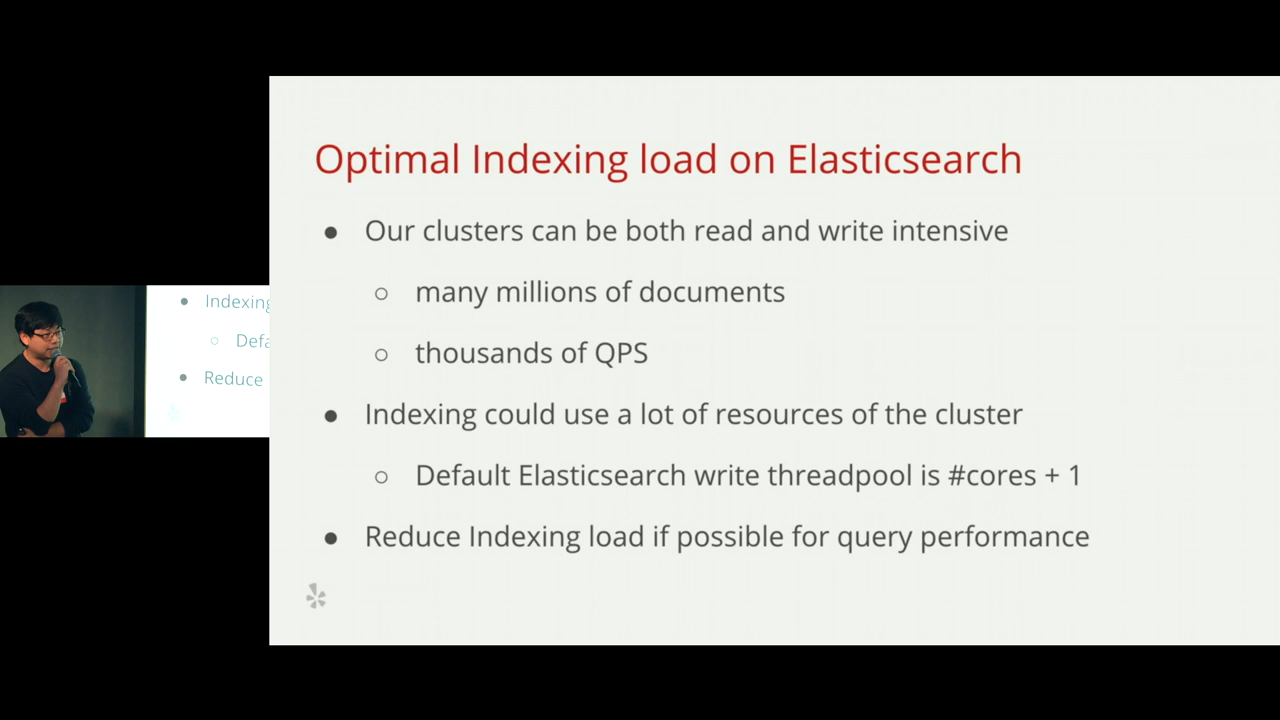 Optimal Indexing load on Elasticsearch
● Our clusters can be both read and write intensive
○ many millions of documents
○ thousands of QPS
● Indexing could use a lot of resources of the cluster
○ Default Elasticsearch write threadpool is #cores + 1
● Reduce Indexing load if possible for query performance
● Indexing
○ Defa
● Reduce